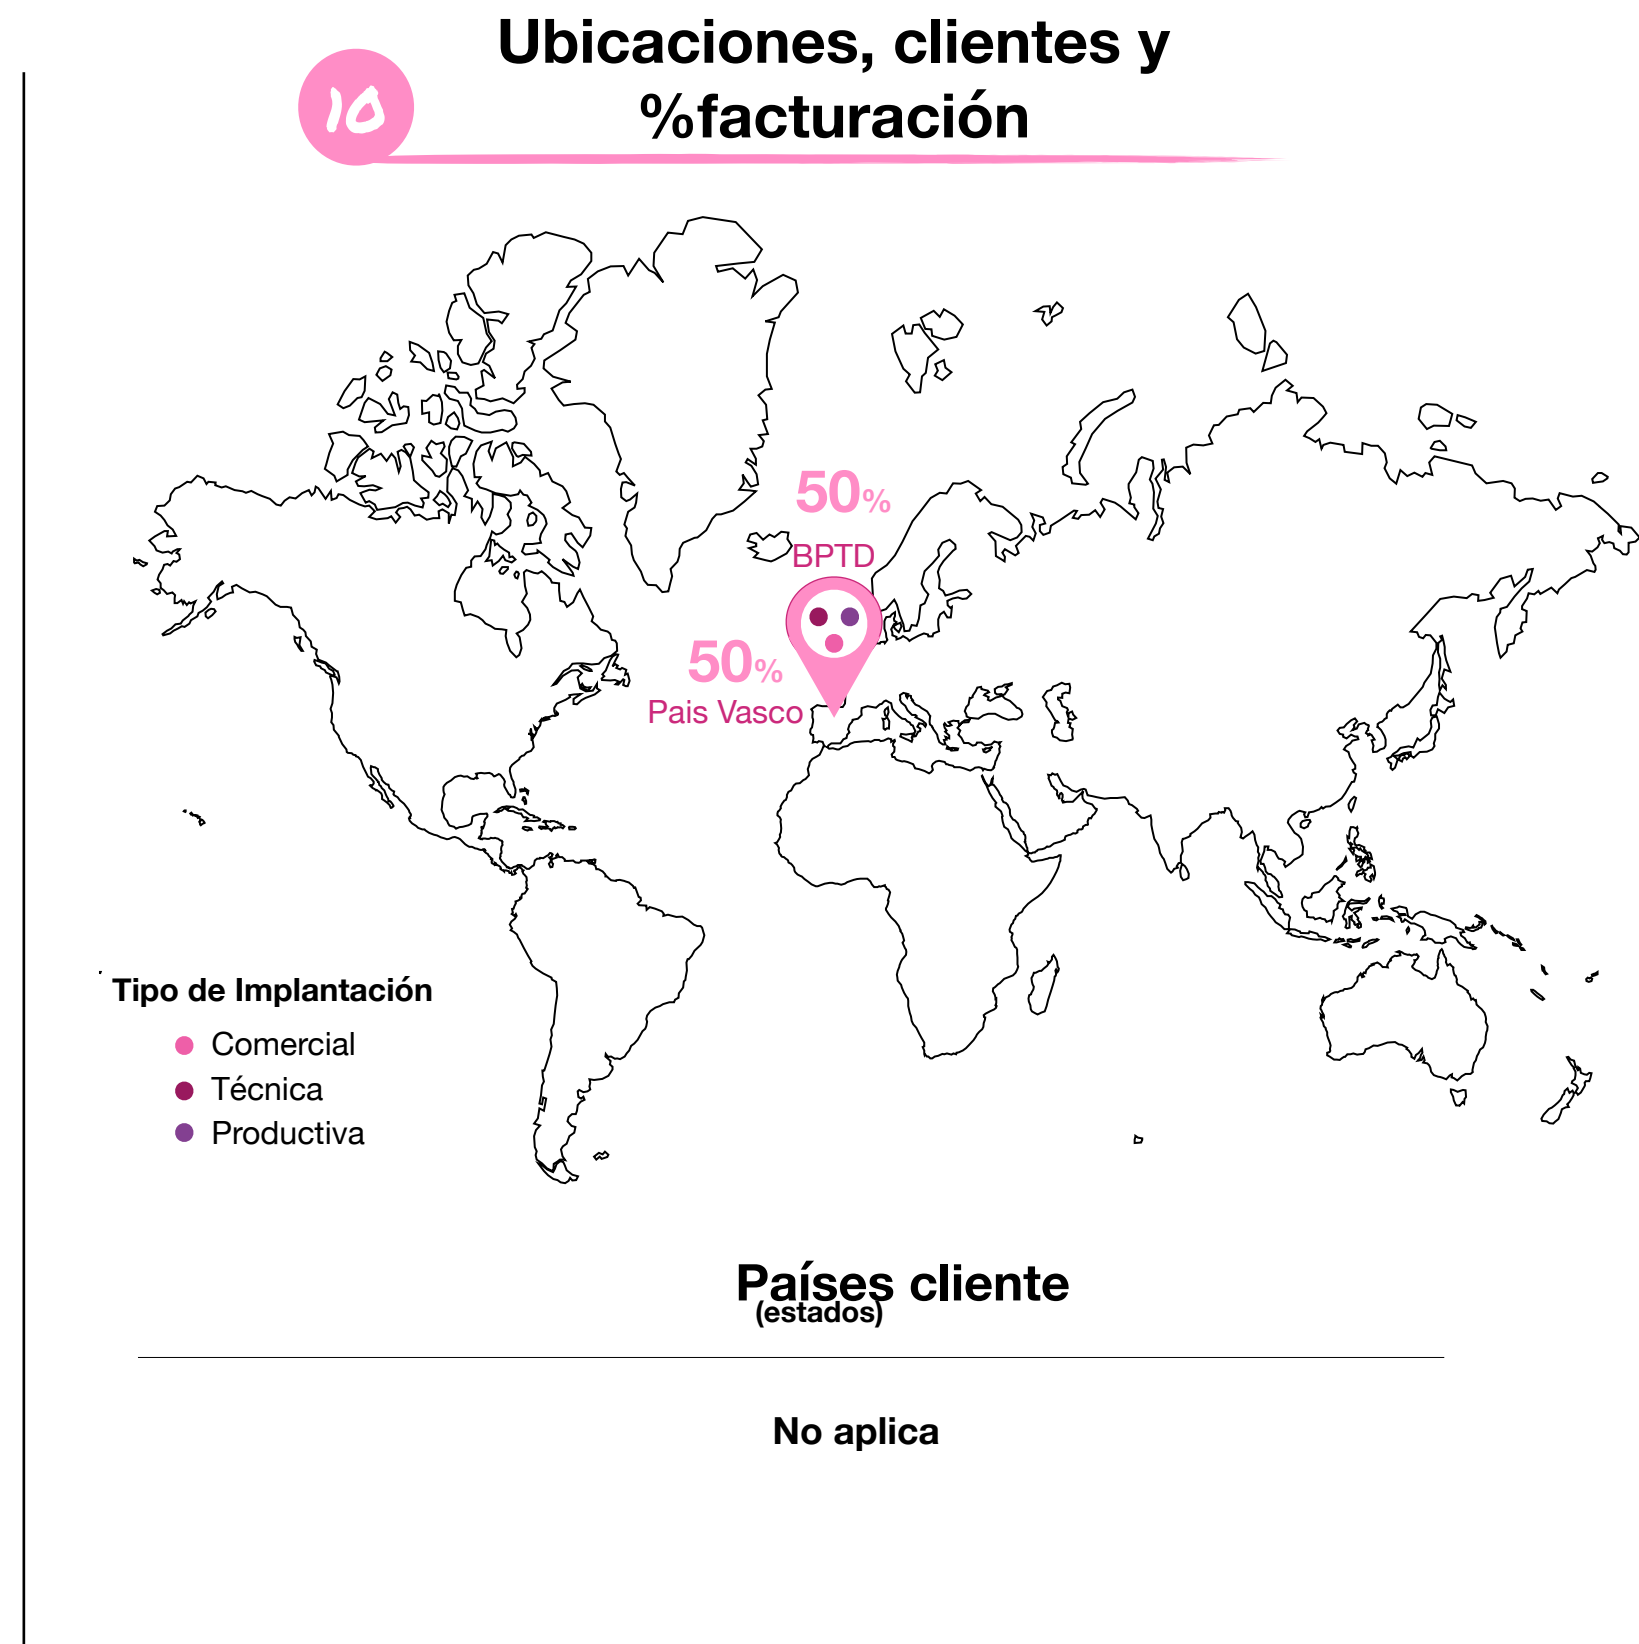 Ubicaciones, clientes y
%facturación
10
50%
BPTD
50%
Pais Vasco
Tipo de Implantación
Comercial
Técnica
Productiva
Países cliente
(estados)
No aplica